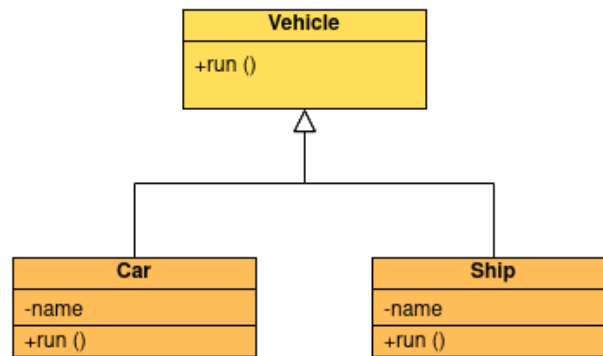 Vehicle
+run ()
Car
-name
+run ()
Ship
-name
+run ()